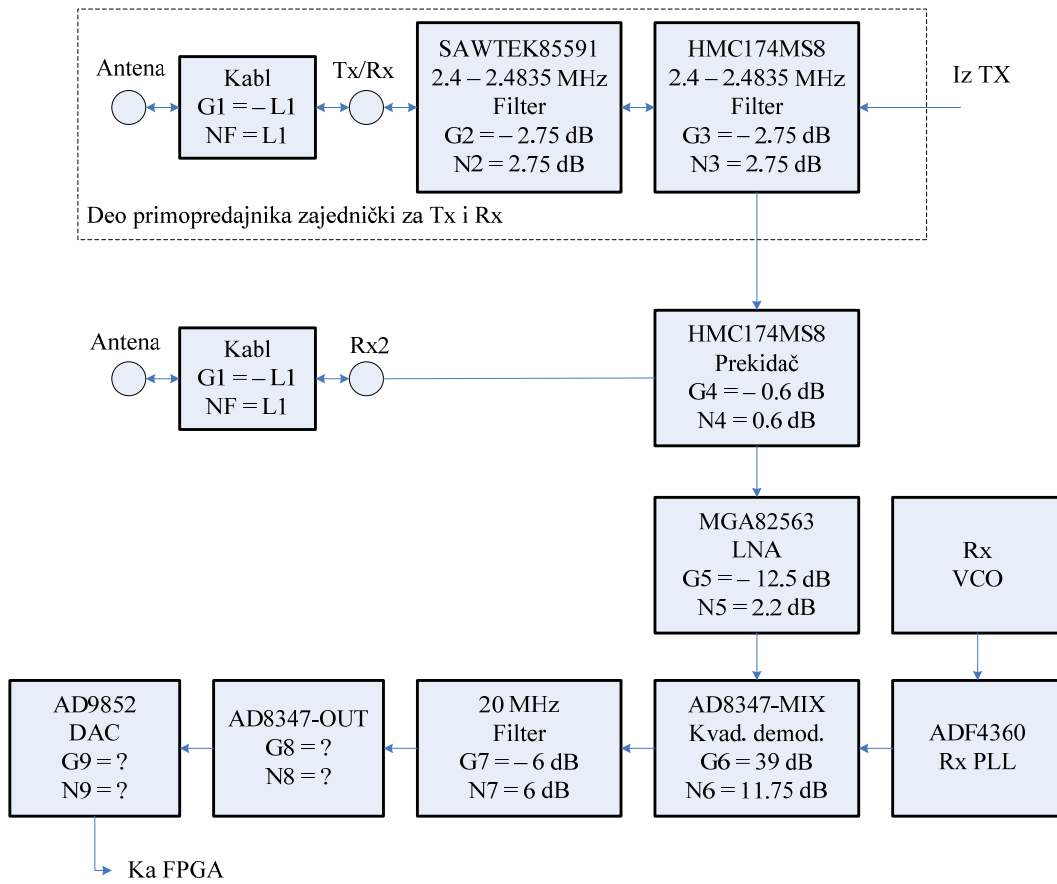 Antena
Kabl
G1 = – L1
NF = L1
Tx/Rx
SAWTEK85591
2.4 – 2.4835 MHz
Filter
G2 = – 2.75 dB
N2 = 2.75 dB
HMC174MS8
2.4 – 2.4835 MHz
Filter
G3 = – 2.75 dB
N3 = 2.75 dB
Iz TX
Deo primopredajnika zajednički za Tx i Rx
Antena
Kabl
G1 = – L1
NF = L1
Rx2
HMC174MS8
Prekidač
G4 = – 0.6 dB
N4 = 0.6 dB
MGA82563
LNA
G5 = – 12.5 dB
N5 = 2.2 dB
Rx
VCO
AD9852
DAC
G9 = ?
N9 = ?
AD8347-OUT
G8 = ?
N8 = ?
20 MHz
Filter
G7 = – 6 dB
N7 = 6 dB
AD8347-MIX
Kvad. demod.
G6 = 39 dB
N6 = 11.75 dB
ADF4360
Rx PLL
Ka FPGA